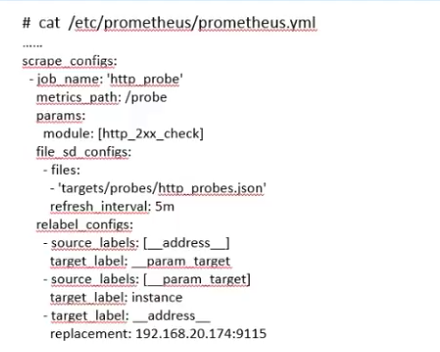 # cat /etc/prometheus/prometheus.yml
......
scrape_configs:
- job_name: 'http_probe'
metrics_path: /probe
params:
module: [http_2xx_check]
file_sd_configs:
- files:
- 'targets/probes/http_probes.json'
refresh_interval: 5m
relabel_configs:
- source_labels: [__address__]
target_label: __param_target
- source_labels: [__param_target]
target_label: instance
- target_label: __address__
replacement: 192.168.20.174:9115